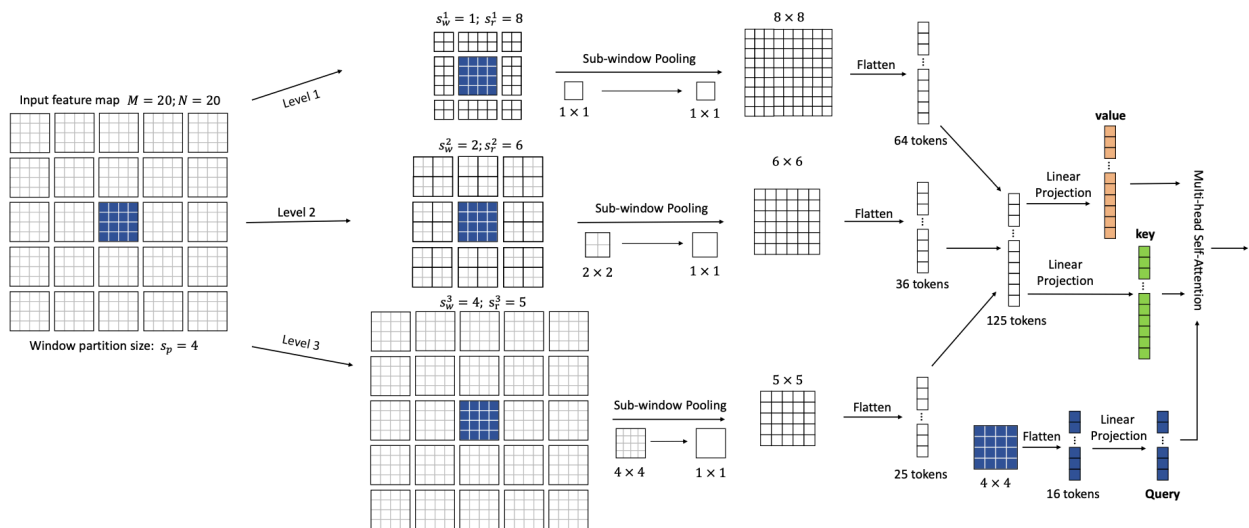 Input feature map M = 20; N = 20
Window partition size: s_p = 4
Level 1
Level 2
Level 3
s_w^1 = 1; s_r^1 = 8
Sub-window Pooling
1 × 1
1 × 1
8 × 8
Flatten
64 tokens
s_w^2 = 2; s_r^2 = 6
Sub-window Pooling
2 × 2
1 × 1
6 × 6
Flatten
36 tokens
s_w^3 = 4; s_r^3 = 5
Sub-window Pooling
4 × 4
1 × 1
5 × 5
Flatten
25 tokens
125 tokens
Linear
Projection
value
Linear
Projection
key
4 × 4
Flatten
16 tokens
Linear
Projection
Query
Multi-head Self-Attention